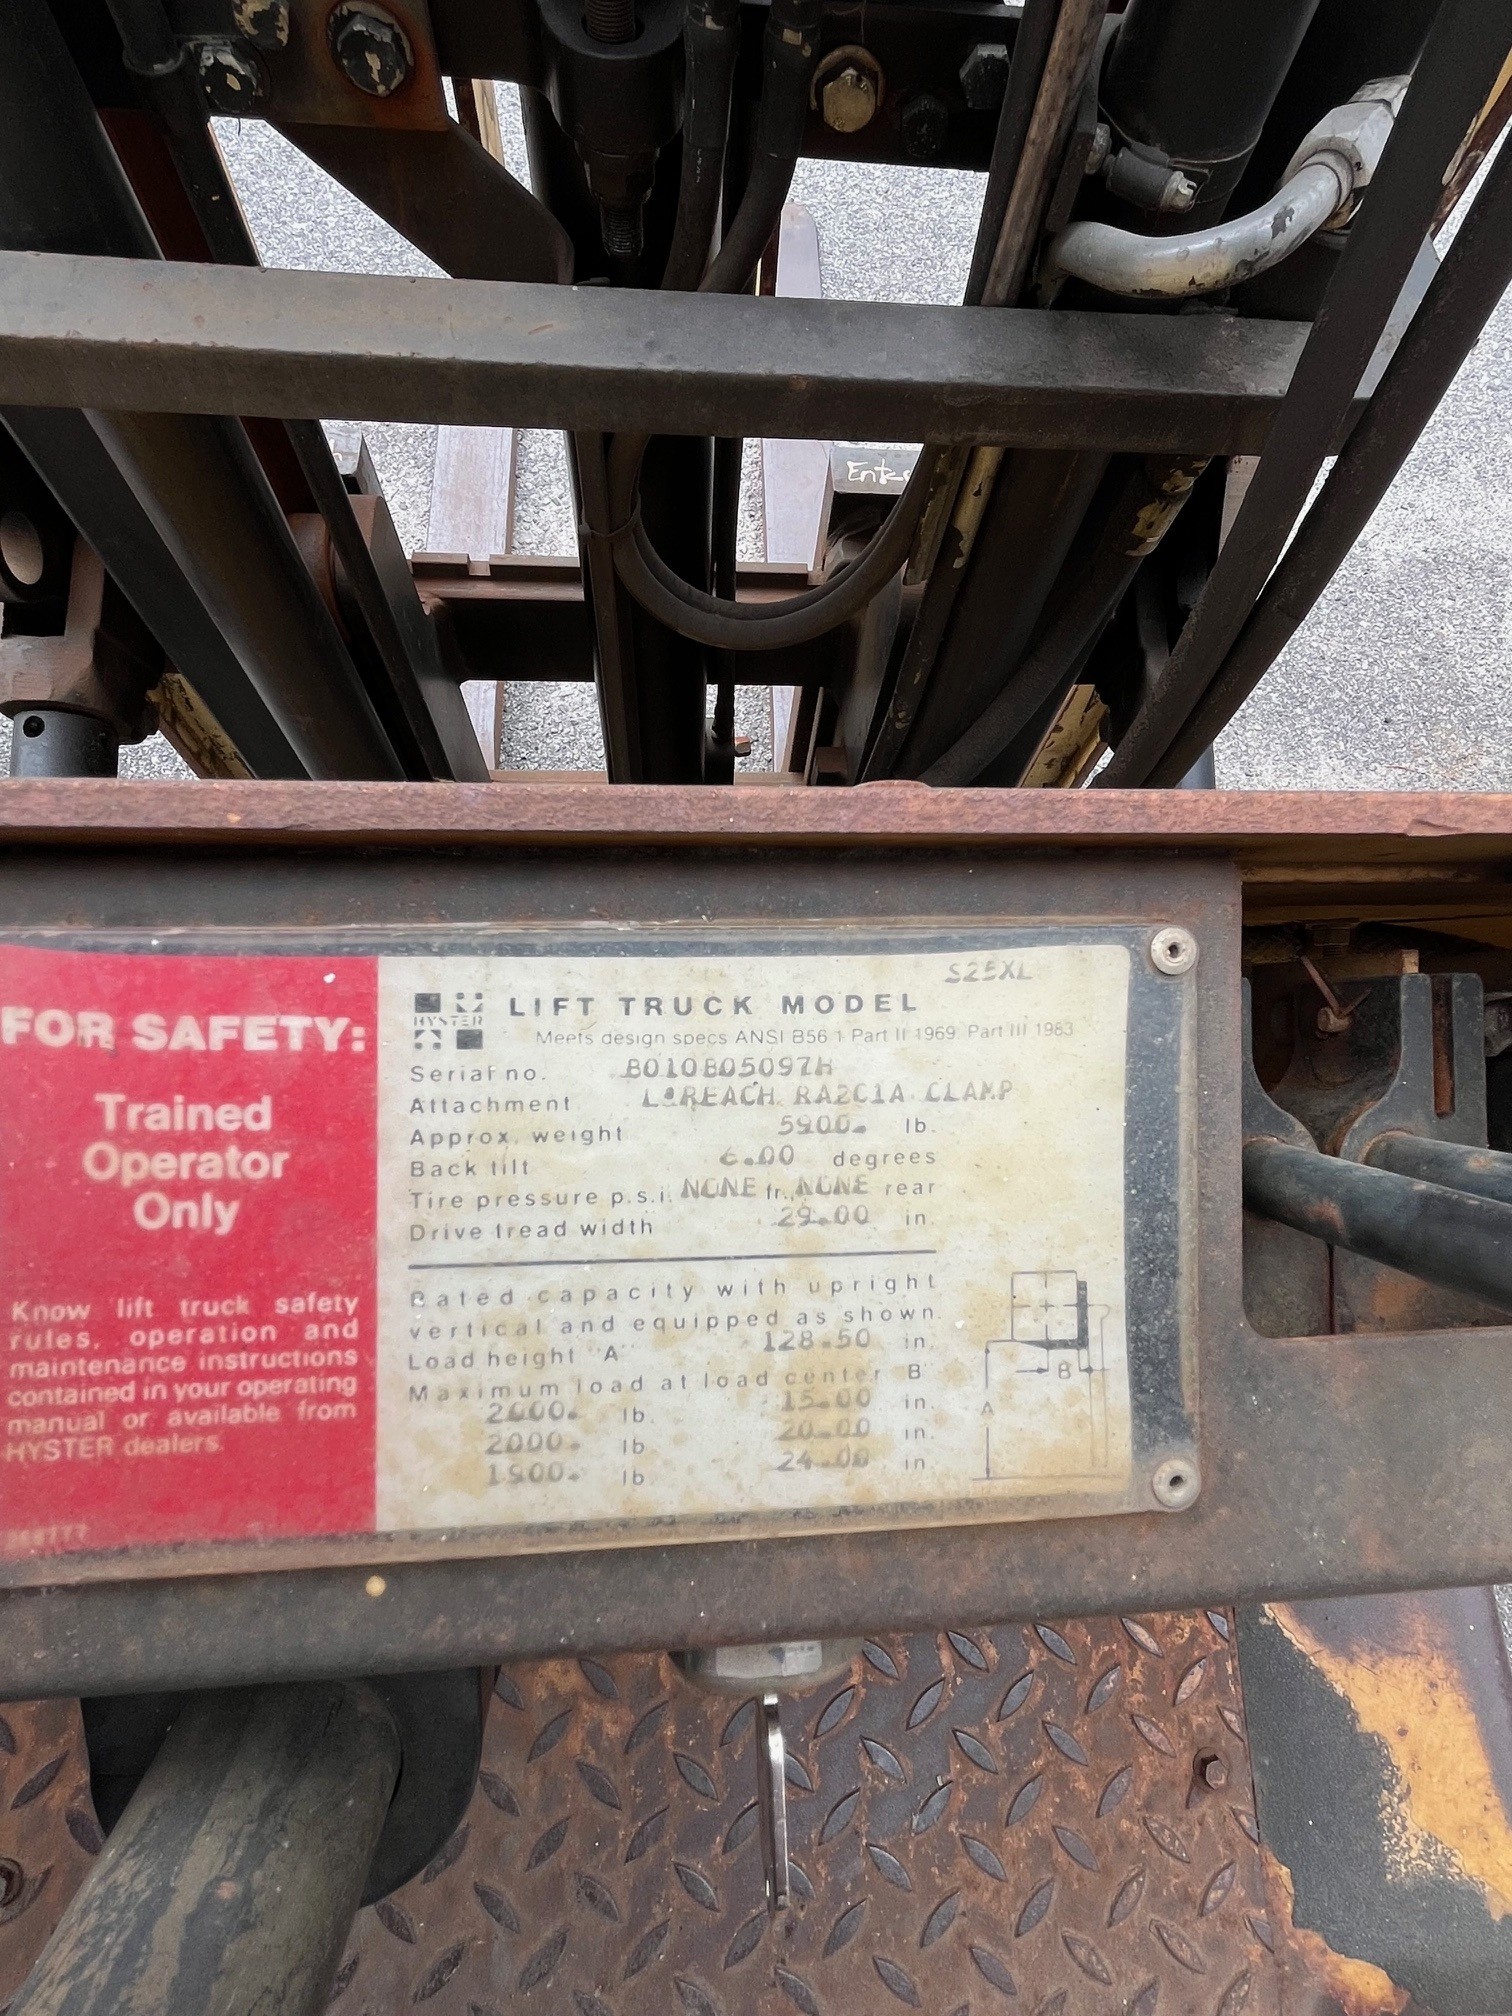 Ente
FOR SAFETY:
Trained
Operator
Only
Know lift truck safety
rules, operation and
maintenance instructions
contained in your operating
manual or available from
HYSTER dealers.
S25XL
HYSTER
LIFT TRUCK MODEL
Meets design specs ANSI B56.1 Part II 1969 Part III 1983
Serial no. B010B05097H
Attachment REACH RA2C1A CLAMP
Approx. weight 5900. lb.
Back tilt 6.00 degrees
Tire pressure p.s.i. NONE fr., NONE rear
Drive tread width 29.00 in.
Rated capacity with upright
vertical and equipped as shown.
Load height "A" 128.50 in.
Maximum load at load center B
2000. lb. 15.00 in.
2000. lb 20.00 in.
1900. lb 24.00 in.
B
A